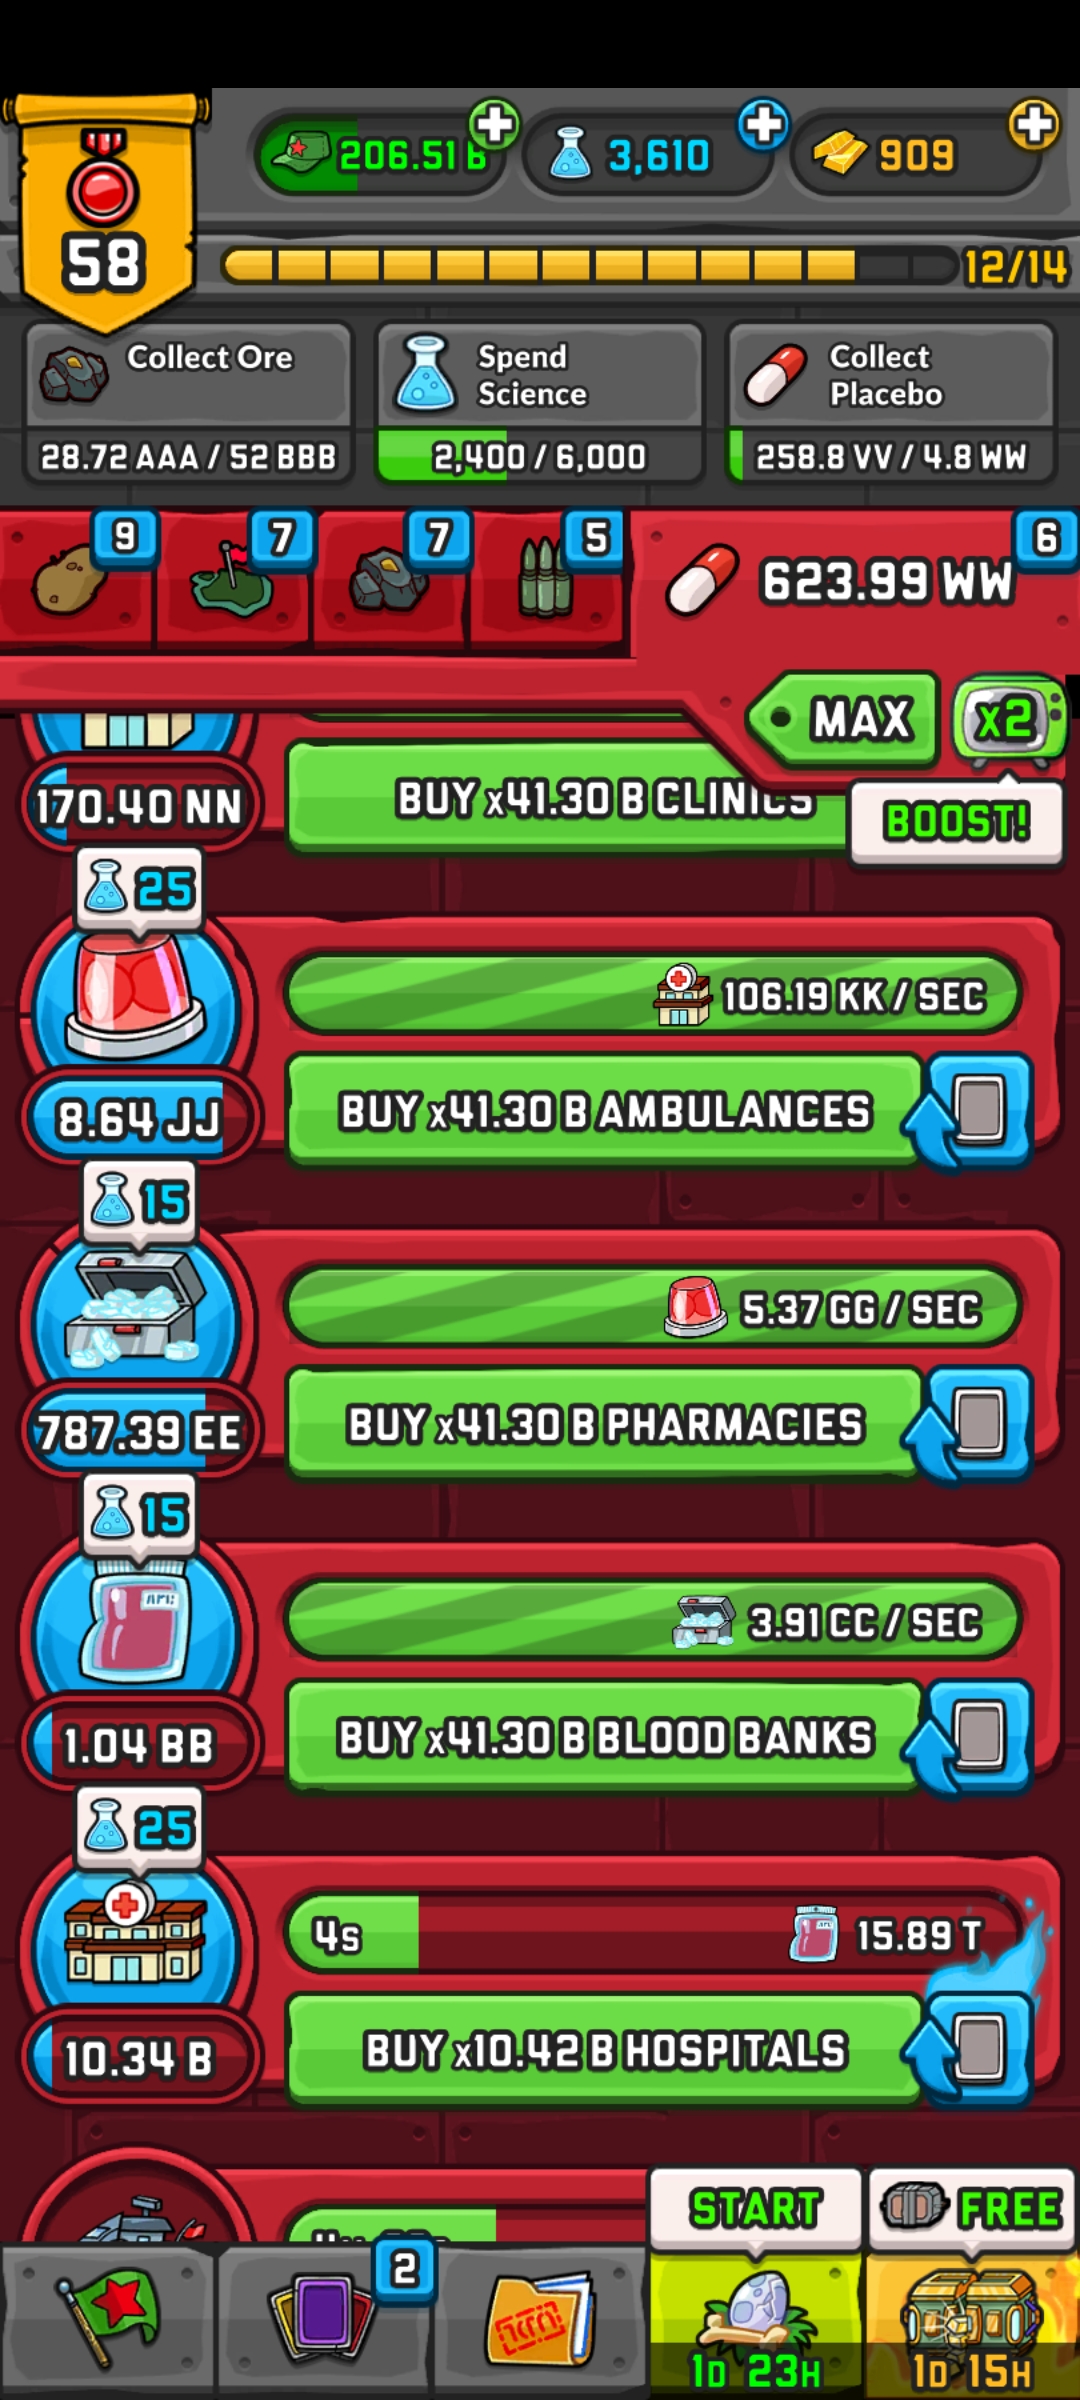 206.51 B
3,610
909
58
12/14
Collect Ore
28.72 AAA / 52 BBB
Spend
Science
2,400 / 6,000
Collect
Placebo
258.8 VV / 4.8 WW
9
7
7
5
6
623.99 WW
MAX
x2
BOOST!
170.40 NN
BUY x41.30 B CLINICS
25
106.19 KK / SEC
8.64 JJ
BUY x41.30 B AMBULANCES
15
5.37 GG / SEC
787.39 EE
BUY x41.30 B PHARMACIES
15
3.91 CC / SEC
1.04 BB
BUY x41.30 B BLOOD BANKS
25
4s
15.89 T
10.34 B
BUY x10.42 B HOSPITALS
START
FREE
2
1D 23H
1D 15H